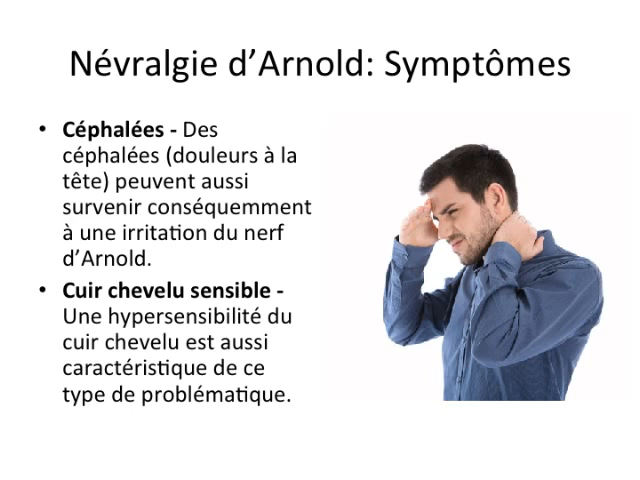 Névralgie d’Arnold: Symptômes
• Céphalées - Des
céphalées (douleurs à la
tête) peuvent aussi
survenir conséquemment
à une irritation du nerf
d’Arnold.
• Cuir chevelu sensible -
Une hypersensibilité du
cuir chevelu est aussi
caractéristique de ce
type de problématique.